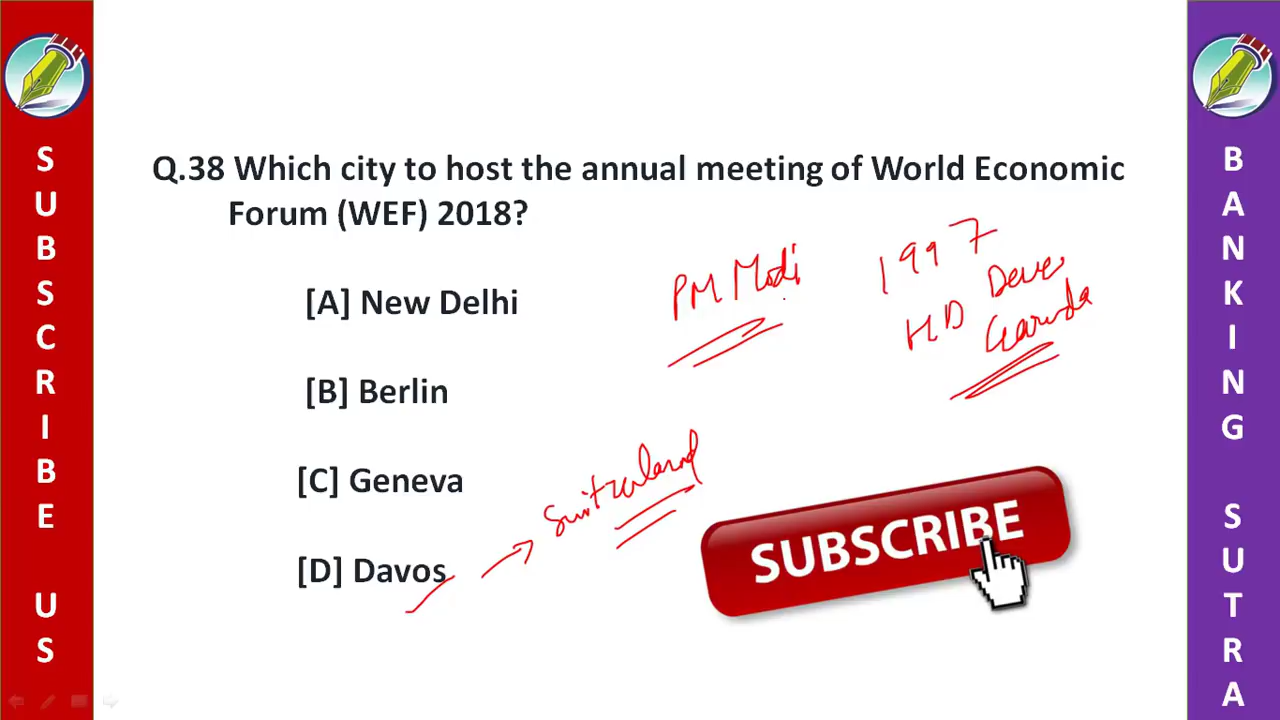 SUBSCRIBE US
Q.38 Which city to host the annual meeting of World Economic
Forum (WEF) 2018?
[A] New Delhi
[B] Berlin
[C] Geneva
[D] Davos
PM Modi
1997
HD Deve
Gawda
Switzerland
SUBSCRIBE
BANKING SUTRA